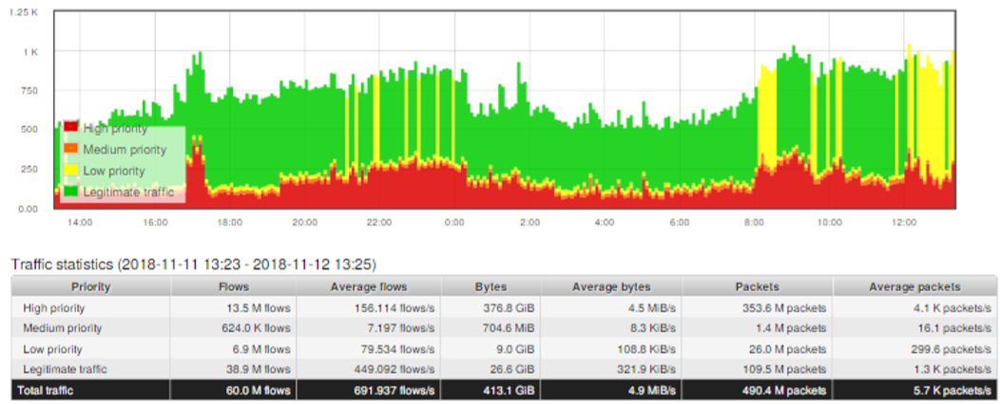 1.25 K
1 K
750
500
250
0.00
High priority
Medium priority
Low priority
Legitimate traffic
14:00 16:00 18:00 20:00 22:00 0:00 2:00 4:00 6:00 8:00 10:00 12:00
Traffic statistics (2018-11-11 13:23 - 2018-11-12 13:25)
Priority Flows Average flows Bytes Average bytes Packets Average packets
High priority 13.5 M flows 156.114 flows/s 376.8 GiB 4.5 MiB/s 353.6 M packets 4.1 K packets/s
Medium priority 624.0 K flows 7.197 flows/s 704.6 MiB 8.3 KiB/s 1.4 M packets 16.1 packets/s
Low priority 6.9 M flows 79.534 flows/s 9.0 GiB 108.8 KiB/s 26.0 M packets 299.6 packets/s
Legitimate traffic 38.9 M flows 449.092 flows/s 26.6 GiB 321.9 KiB/s 109.5 M packets 1.3 K packets/s
Total traffic 60.0 M flows 691.937 flows/s 413.1 GiB 4.9 MiB/s 490.4 M packets 5.7 K packets/s